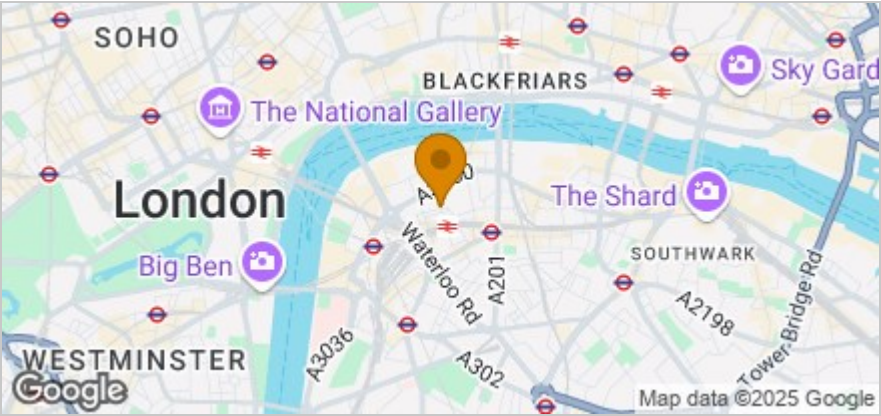 SOHO
BLACKFRIARS
Sky Gard
The National Gallery
London
The Shard
Big Ben
Waterloo Rd
A201
SOUTHWARK
A3036
A2198
Tower Bridge Rd
WESTMINSTER
A302
Google
Map data ©2025 Google